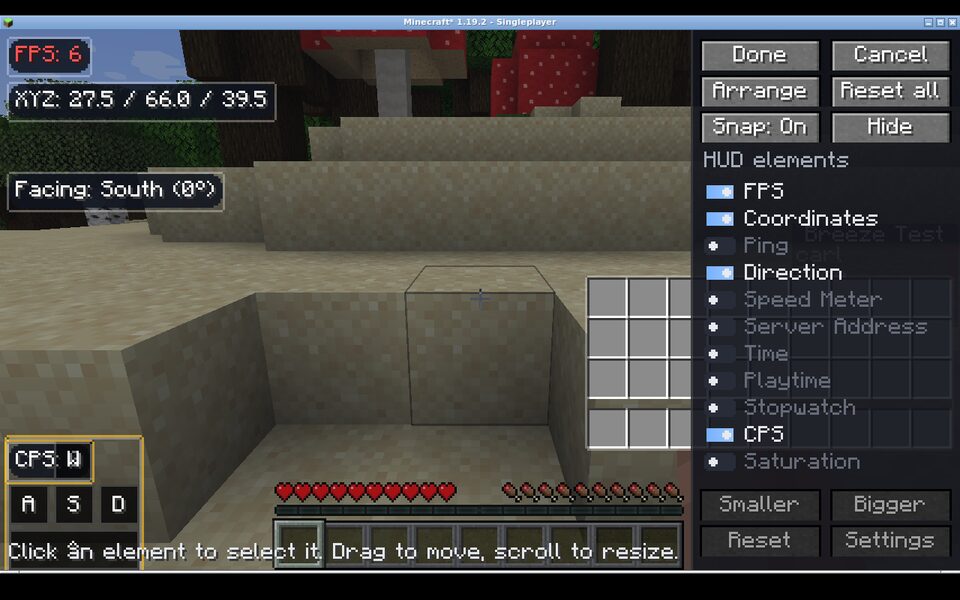 Minecraft* 1.19.2 - Singleplayer
FPS: 6
XYZ: 27.5 / 66.0 / 39.5
Facing: South (0°)
Done
Cancel
Arrange
Reset all
Snap: On
Hide
HUD elements
FPS
Coordinates
Breeze Test
Ping
Direction
Speed Meter
Server Address
Time
Playtime
Stopwatch
CPS
Saturation
CPS: W
A S D
Smaller
Bigger
Reset
Settings
Click an element to select it. Drag to move, scroll to resize.